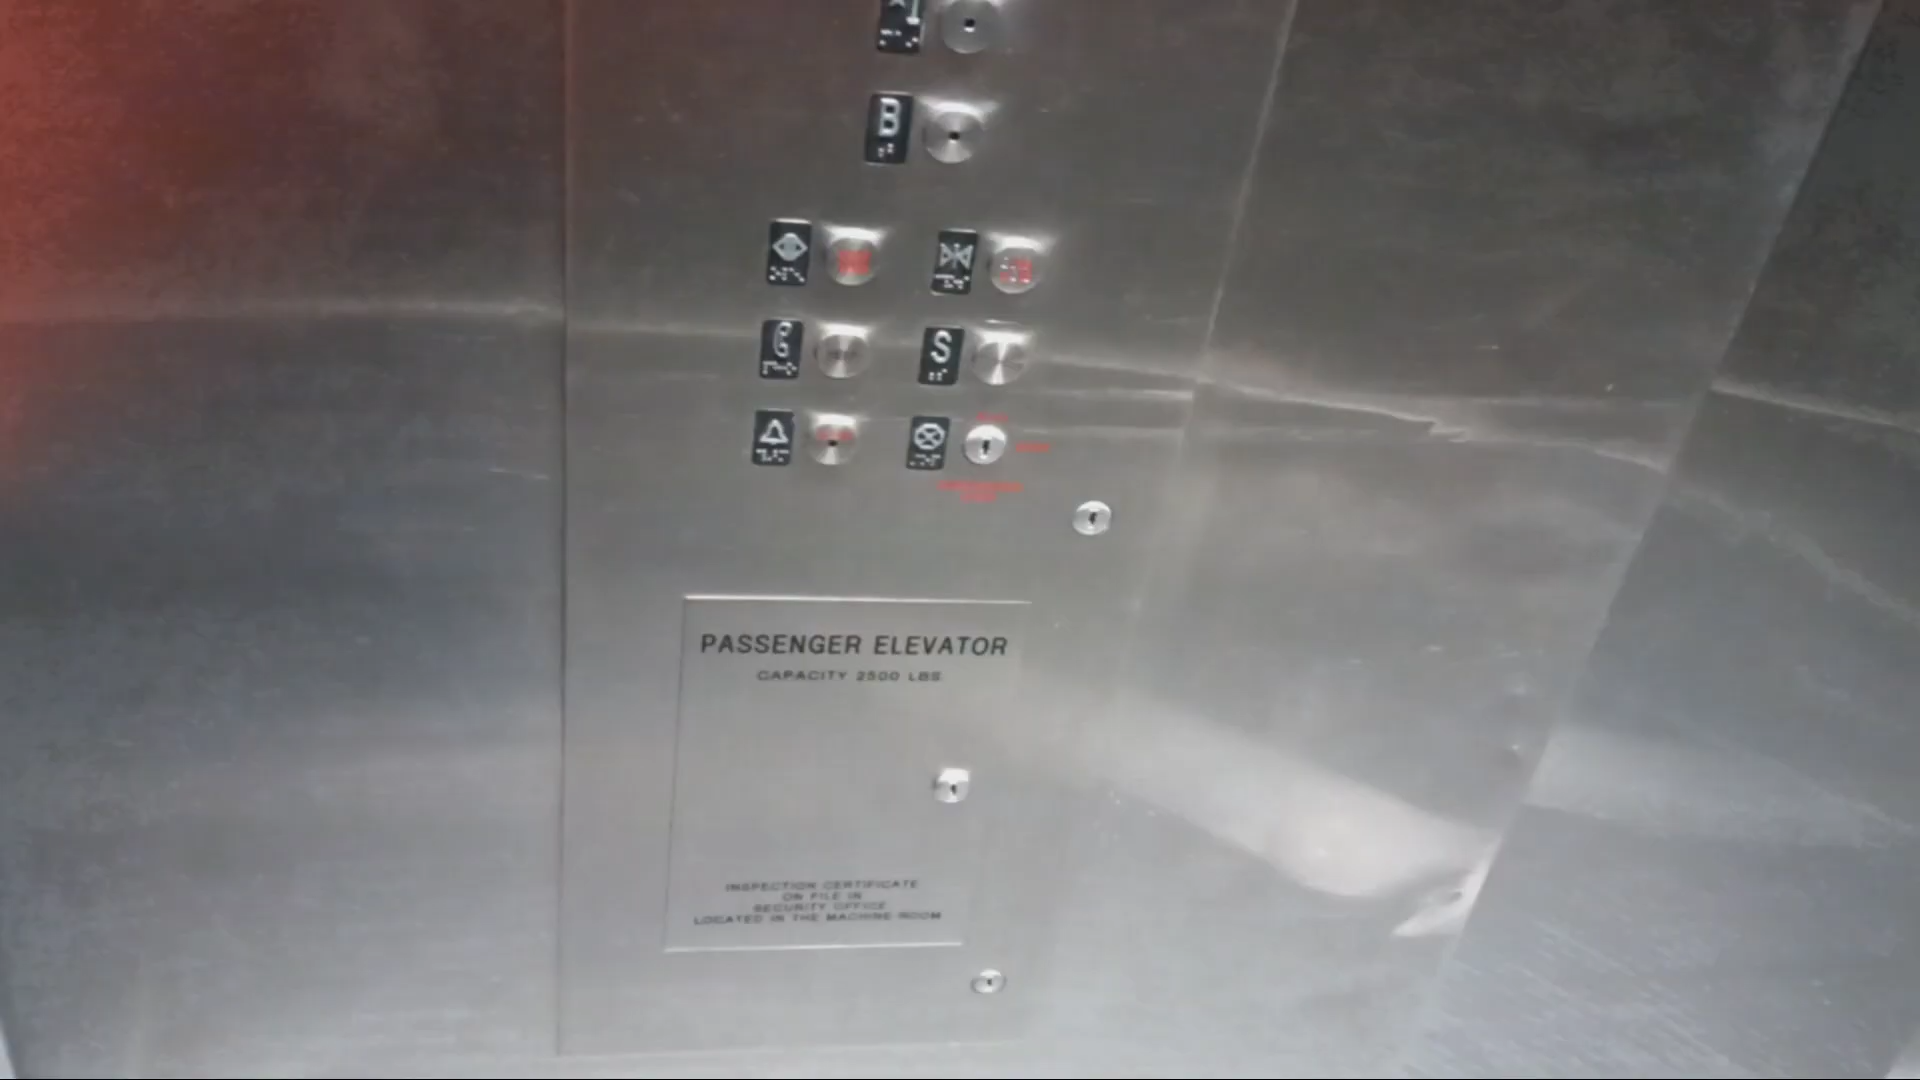 B
S
PASSENGER ELEVATOR
CAPACITY 2500 LBS
INSPECTION CERTIFICATE
ON FILE IN
SECURITY OFFICE
LOCATED IN THE MACHINE ROOM